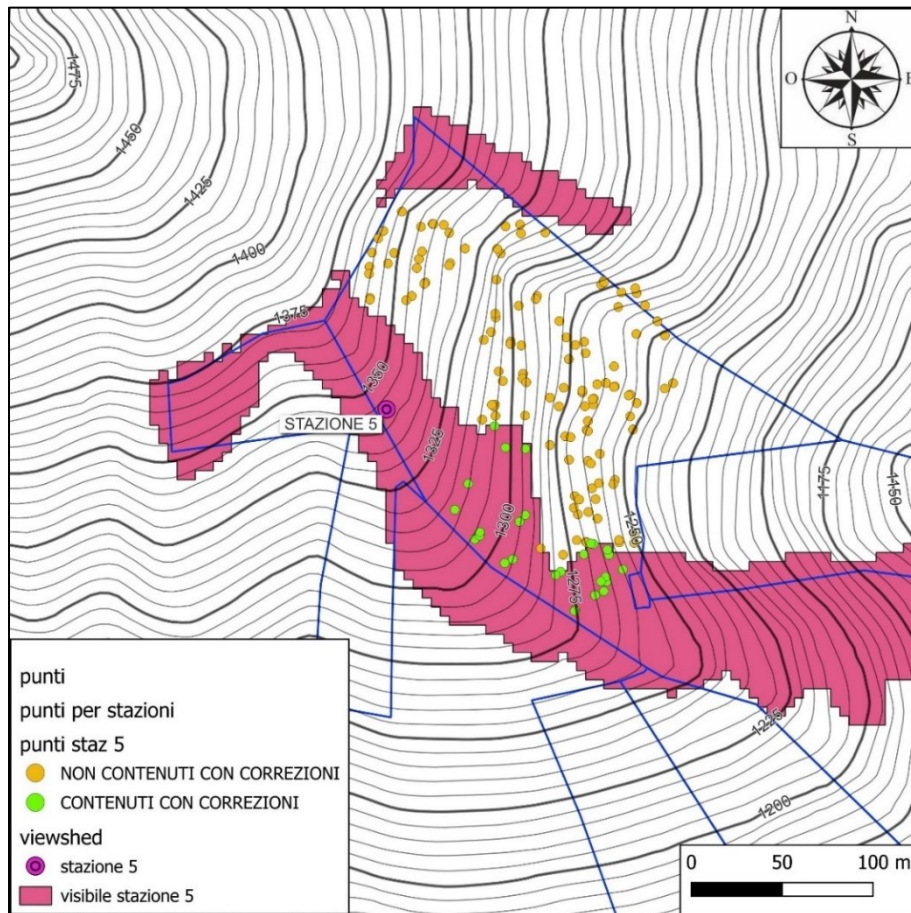 N
O
E
S
1475
1450
1425
1400
1375
1350
STAZIONE 5
1325
1300
1275
1250
1175
1150
1225
1200
punti
punti per stazioni
punti staz 5
NON CONTENUTI CON CORREZIONI
CONTENUTI CON CORREZIONI
viewshed
stazione 5
visibile stazione 5
0 50 100 m